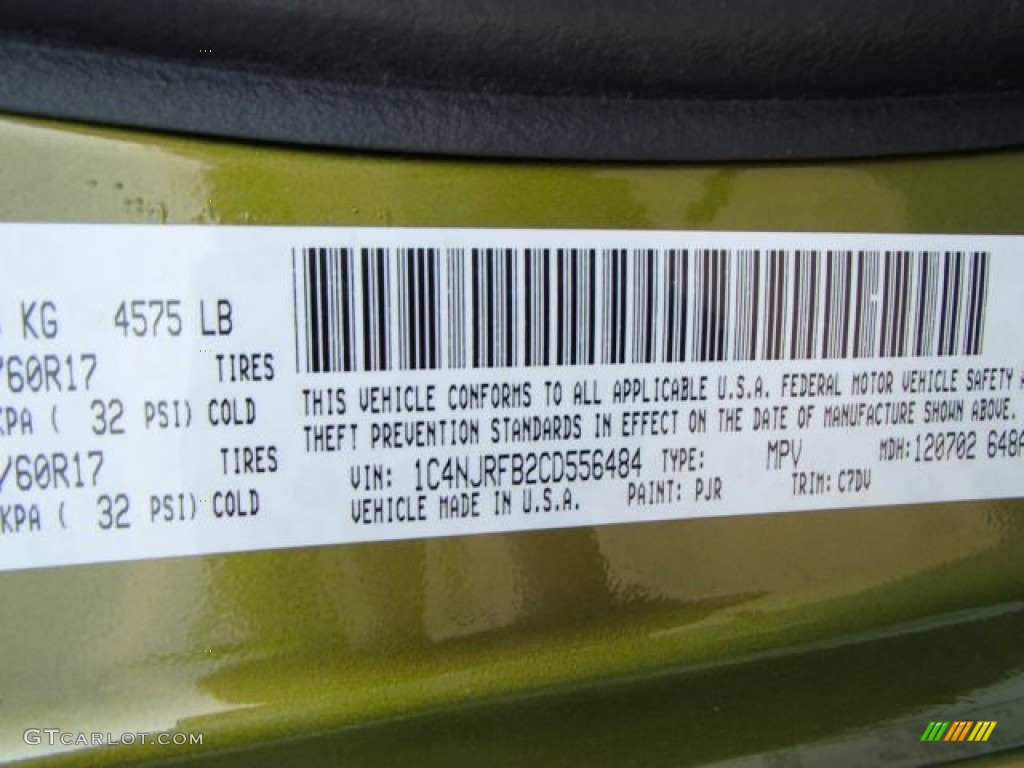 KG 4575 LB
/60R17 TIRES
KPA ( 32 PSI) COLD
/60R17 TIRES
KPA ( 32 PSI) COLD
THIS VEHICLE CONFORMS TO ALL APPLICABLE U.S.A. FEDERAL MOTOR VEHICLE SAFETY A
THEFT PREVENTION STANDARDS IN EFFECT ON THE DATE OF MANUFACTURE SHOWN ABOVE.
VIN: 1C4NJRFB2CD556484 TYPE: MPV MDH:120702 648A
VEHICLE MADE IN U.S.A. PAINT: PJR TRIM: C7DV
GTCARLOT.COM